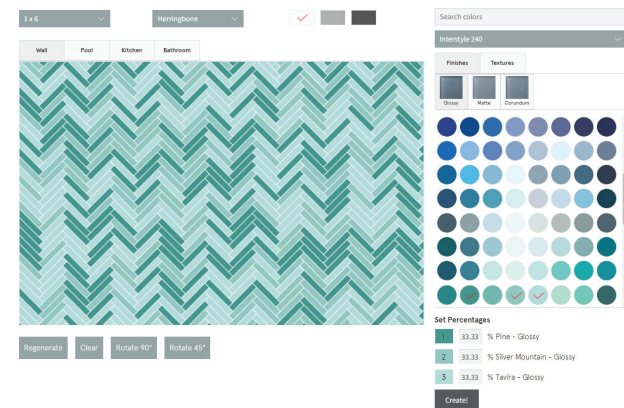 1 x 6
Herringbone
Search colors
Interstyle 240
Wall Pool Kitchen Bathroom
Finishes Textures
Glossy Matte Corundum
Set Percentages
1 33.33 % Pine - Glossy
2 33.33 % Silver Mountain - Glossy
3 33.33 % Tavira - Glossy
Regenerate Clear Rotate 90° Rotate 45°
Create!